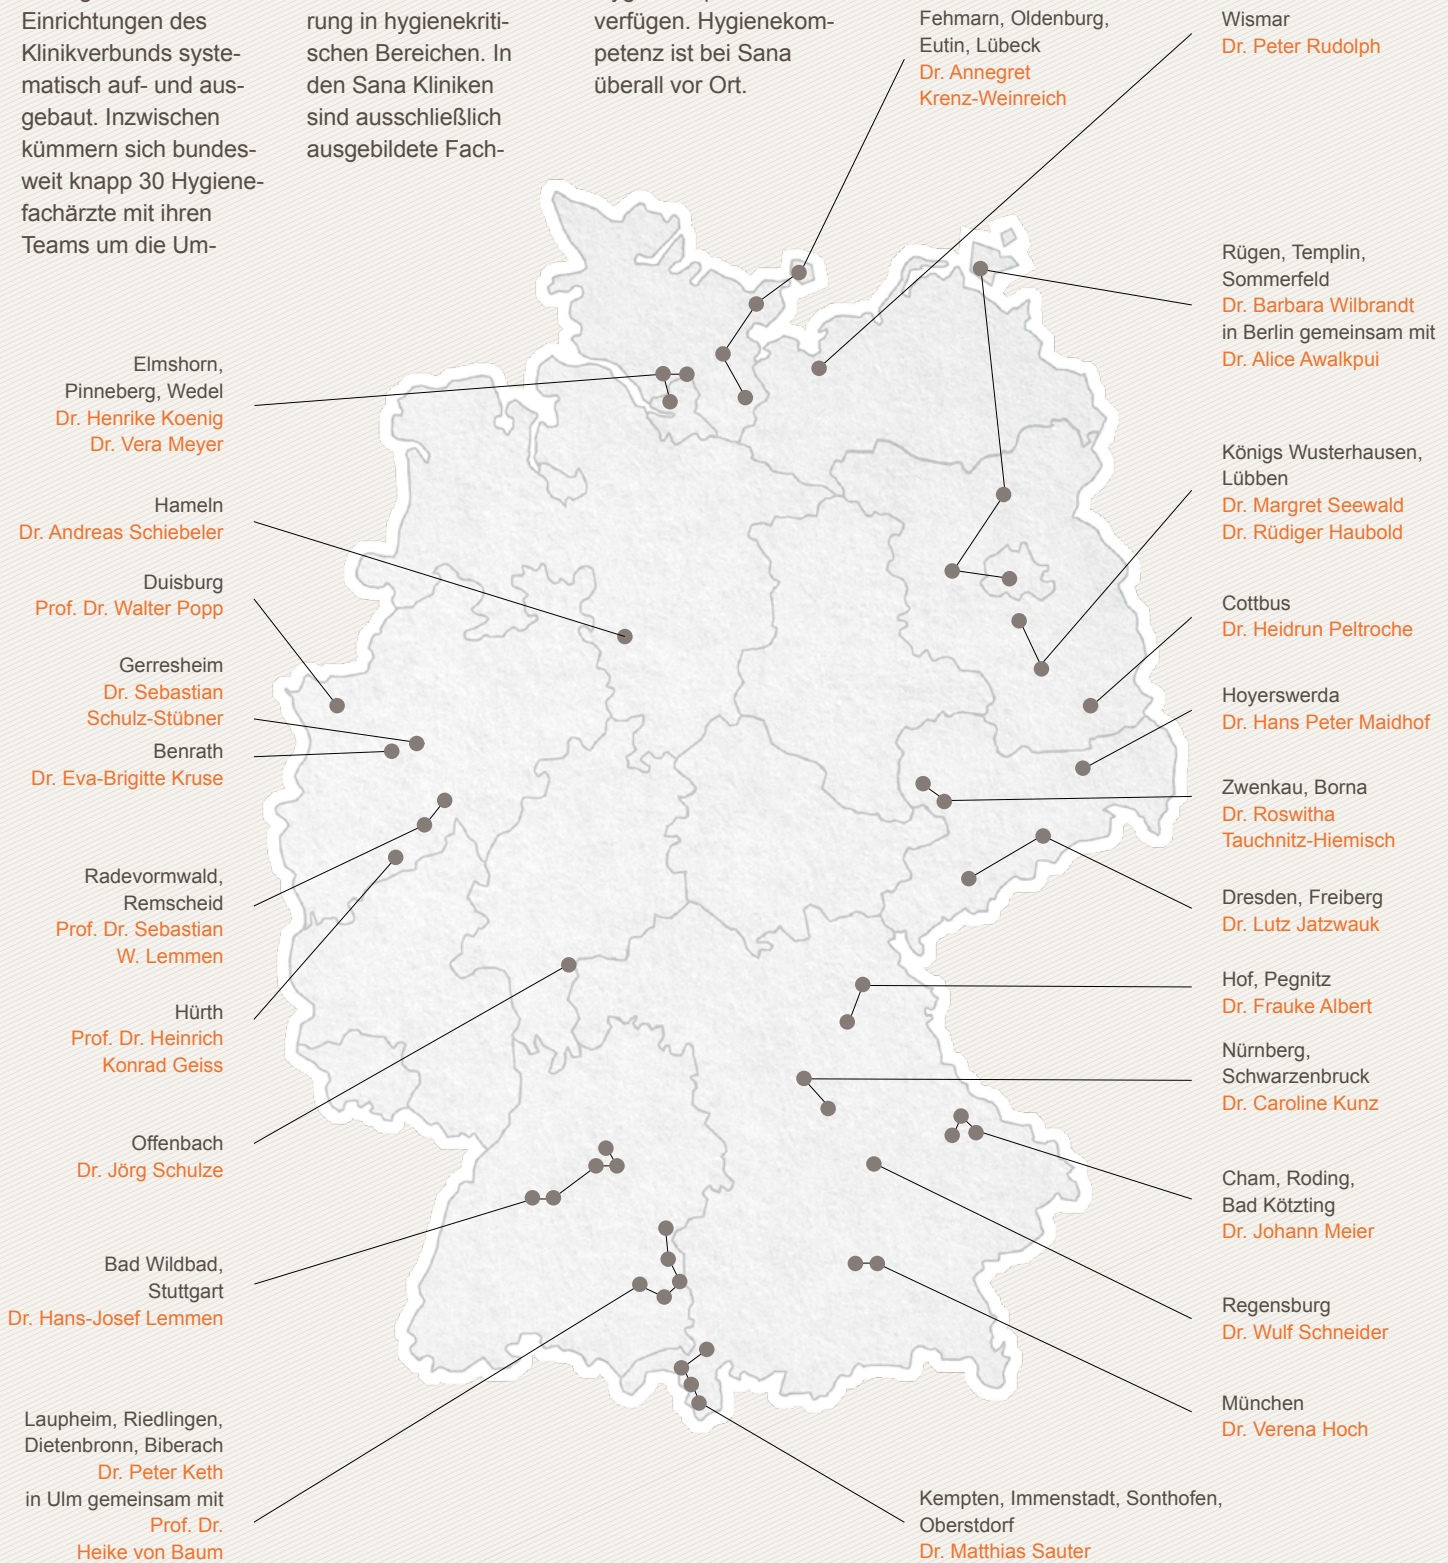 Einrichtungen des
Klinikverbunds syste-
matisch auf- und aus-
gebaut. Inzwischen
kümmern sich bundes-
weit knapp 30 Hygiene-
fachärzte mit ihren
Teams um die Um-
rung in hygienekriti-
schen Bereichen. In
den Sana Kliniken
sind ausschließlich
ausgebildete Fach-
verfügen. Hygienekom-
petenz ist bei Sana
überall vor Ort.
Fehmarn, Oldenburg,
Eutin, Lübeck
Dr. Annegret
Krenz-Weinreich
Wismar
Dr. Peter Rudolph
Rügen, Templin,
Sommerfeld
Dr. Barbara Wilbrandt
in Berlin gemeinsam mit
Dr. Alice Awalkpui
Königs Wusterhausen,
Lübben
Dr. Margret Seewald
Dr. Rüdiger Haubold
Cottbus
Dr. Heidrun Peltroche
Hoyerswerda
Dr. Hans Peter Maidhof
Zwenkau, Borna
Dr. Roswitha
Tauchnitz-Hiemisch
Dresden, Freiberg
Dr. Lutz Jatzwauk
Hof, Pegnitz
Dr. Frauke Albert
Nürnberg,
Schwarzenbruck
Dr. Caroline Kunz
Cham, Roding,
Bad Kötzting
Dr. Johann Meier
Regensburg
Dr. Wulf Schneider
München
Dr. Verena Hoch
Kempten, Immenstadt, Sonthofen,
Oberstdorf
Dr. Matthias Sauter
Elmshorn,
Pinneberg, Wedel
Dr. Henrike Koenig
Dr. Vera Meyer
Hameln
Dr. Andreas Schiebeler
Duisburg
Prof. Dr. Walter Popp
Gerresheim
Dr. Sebastian
Schulz-Stübner
Benrath
Dr. Eva-Brigitte Kruse
Radevormwald,
Remscheid
Prof. Dr. Sebastian
W. Lemmen
Hürth
Prof. Dr. Heinrich
Konrad Geiss
Offenbach
Dr. Jörg Schulze
Bad Wildbad,
Stuttgart
Dr. Hans-Josef Lemmen
Laupheim, Riedlingen,
Dietenbronn, Biberach
Dr. Peter Keth
in Ulm gemeinsam mit
Prof. Dr.
Heike von Baum